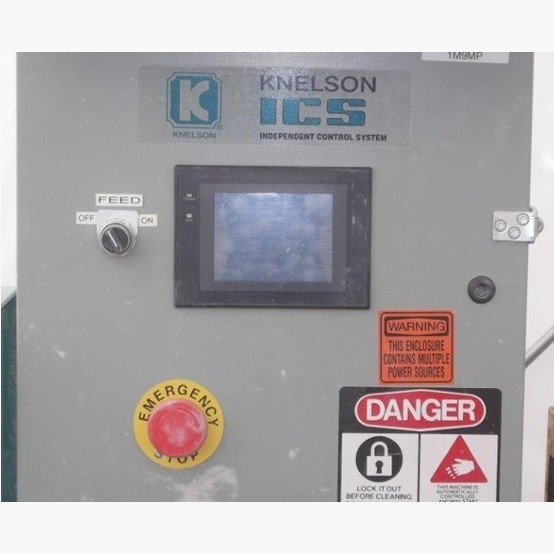 1M9MP
KNELSON
K
KNELSON
ICS
INDEPENDENT CONTROL SYSTEM
FEED
OFF
ON
WARNING
THIS ENCLOSURE
CONTAINS MULTIPLE
POWER SOURCES
EMERGENCY
STOP
DANGER
LOCK IT OUT
BEFORE CLEANING
THIS MACHINE IS
AUTOMATICALLY
CONTROLLED